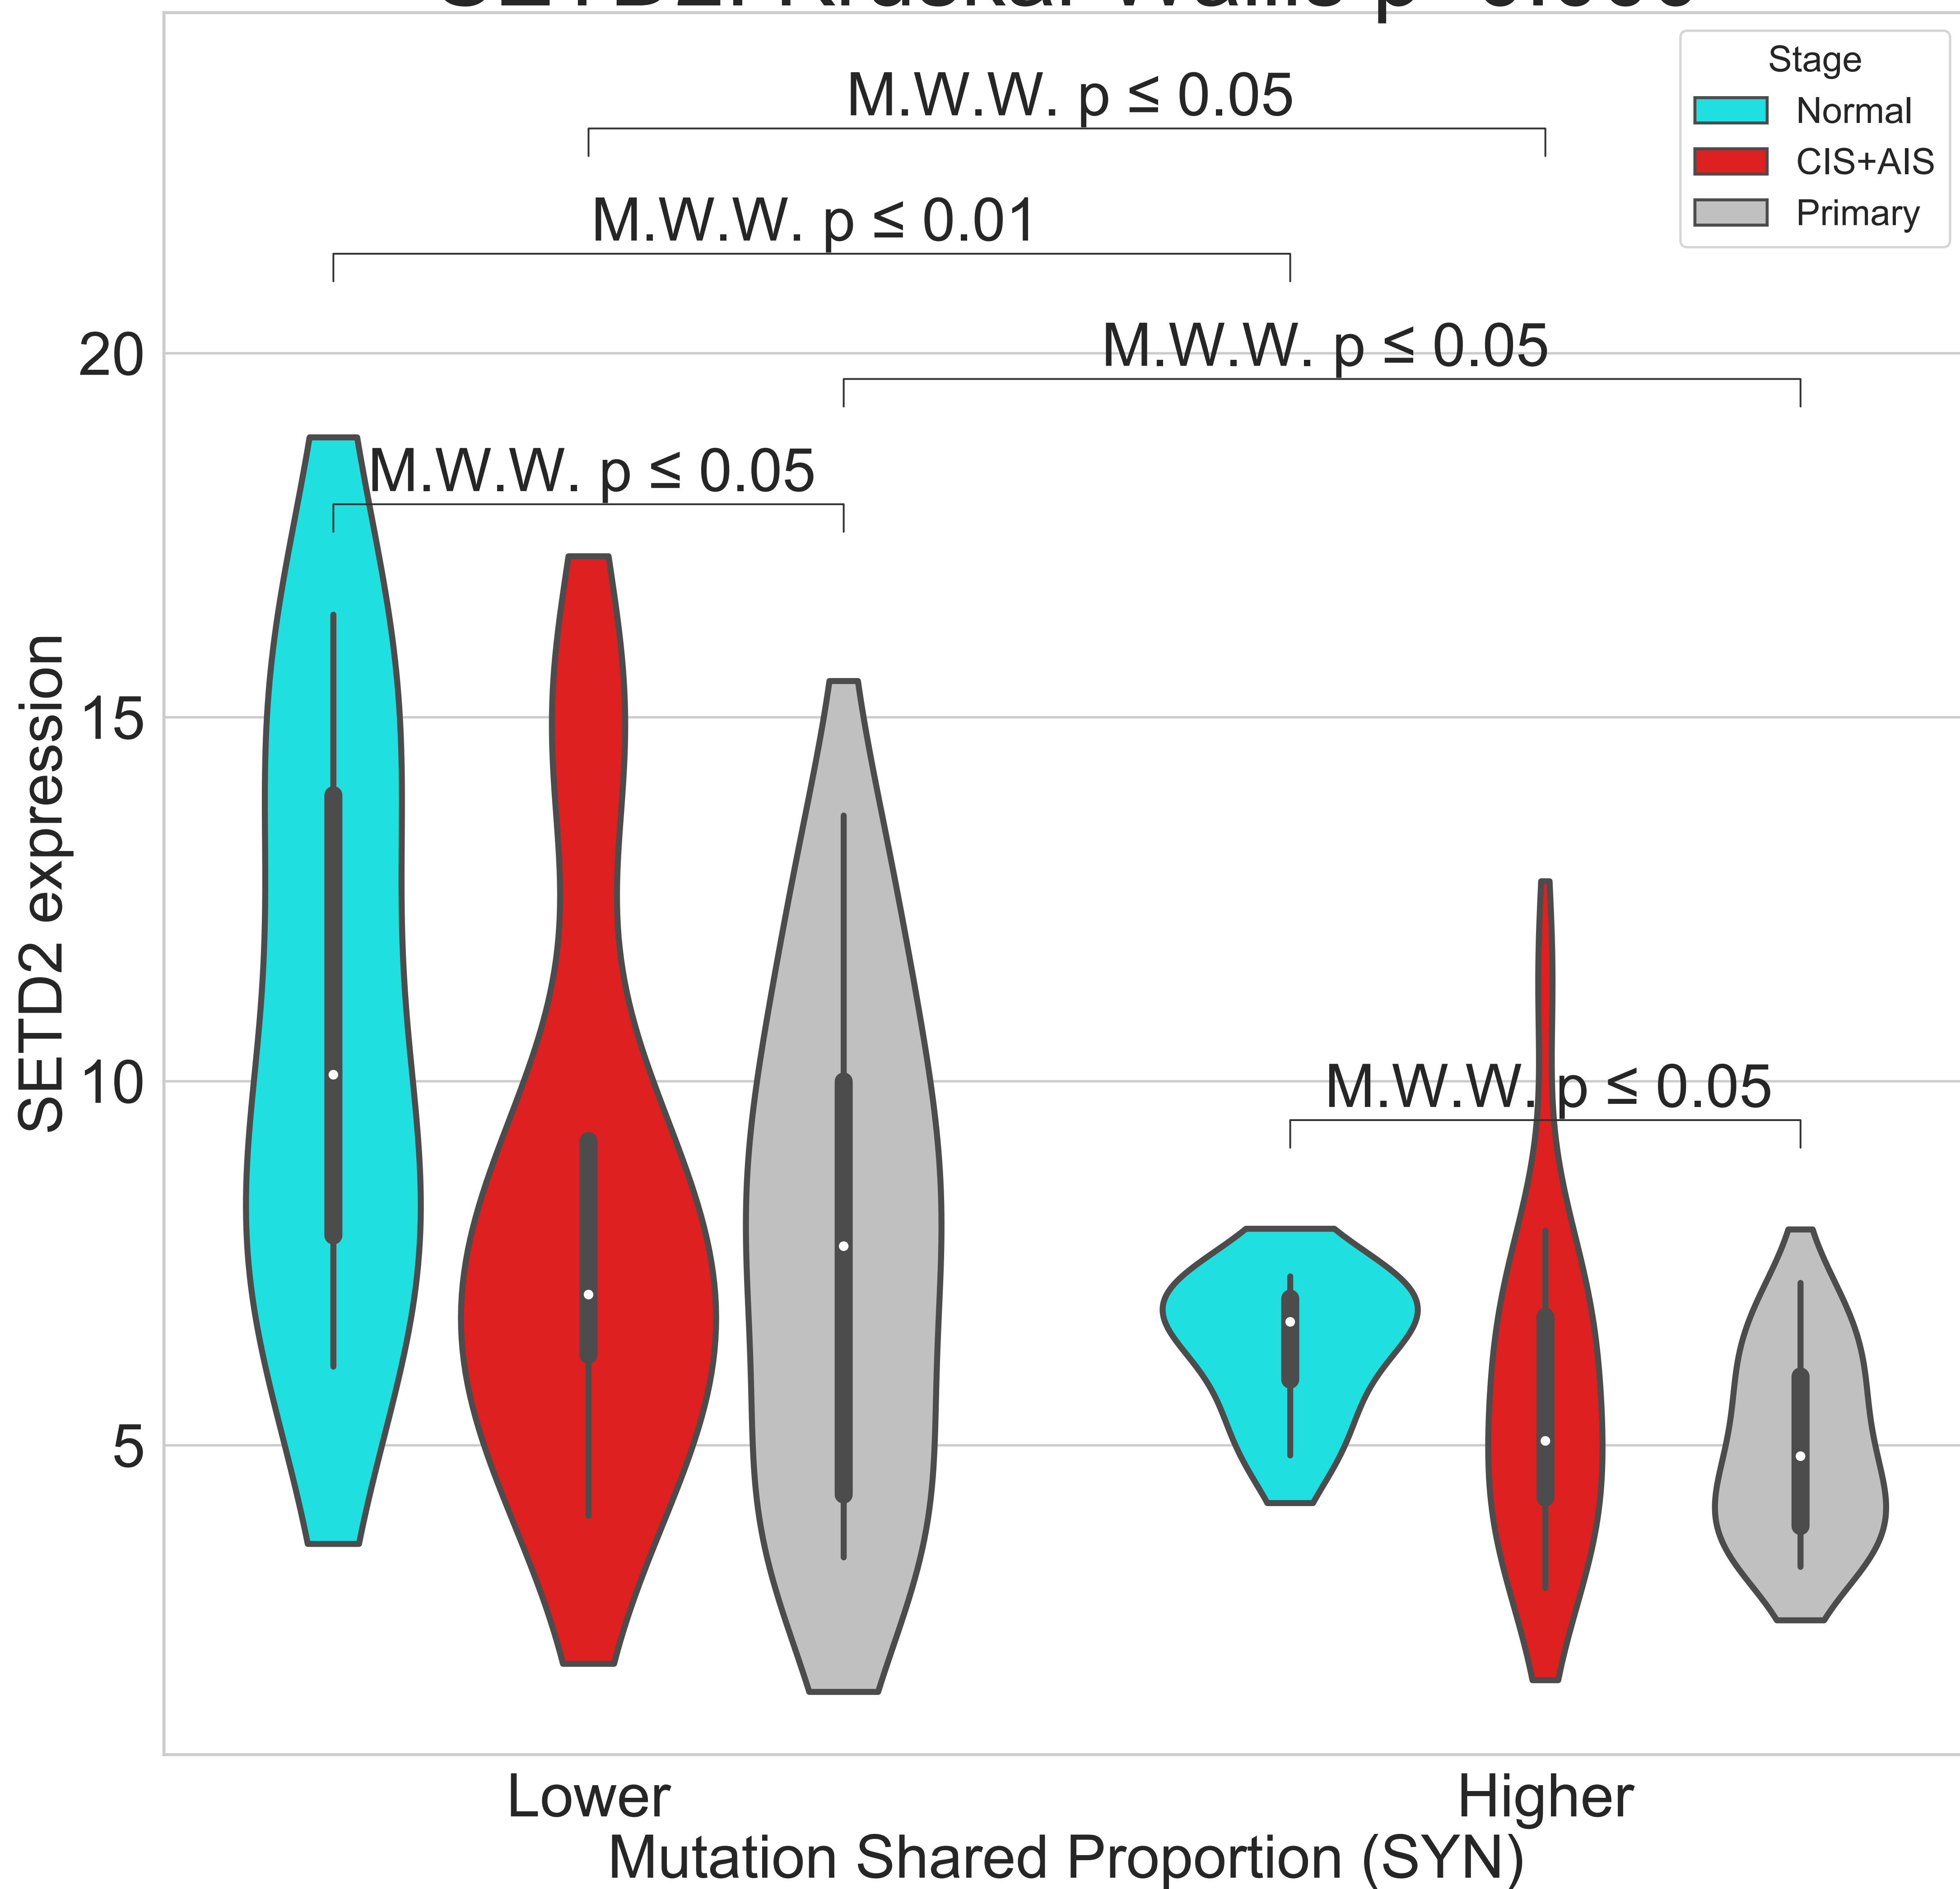 Stage
Normal
CIS+AIS
Primary
M.W.W. p ≤ 0.05
M.W.W. p ≤ 0.01
M.W.W. p ≤ 0.05
M.W.W. p ≤ 0.05
M.W.W. p ≤ 0.05
20
15
10
5
SETD2 expression
Lower
Higher
Mutation Shared Proportion (SYN)